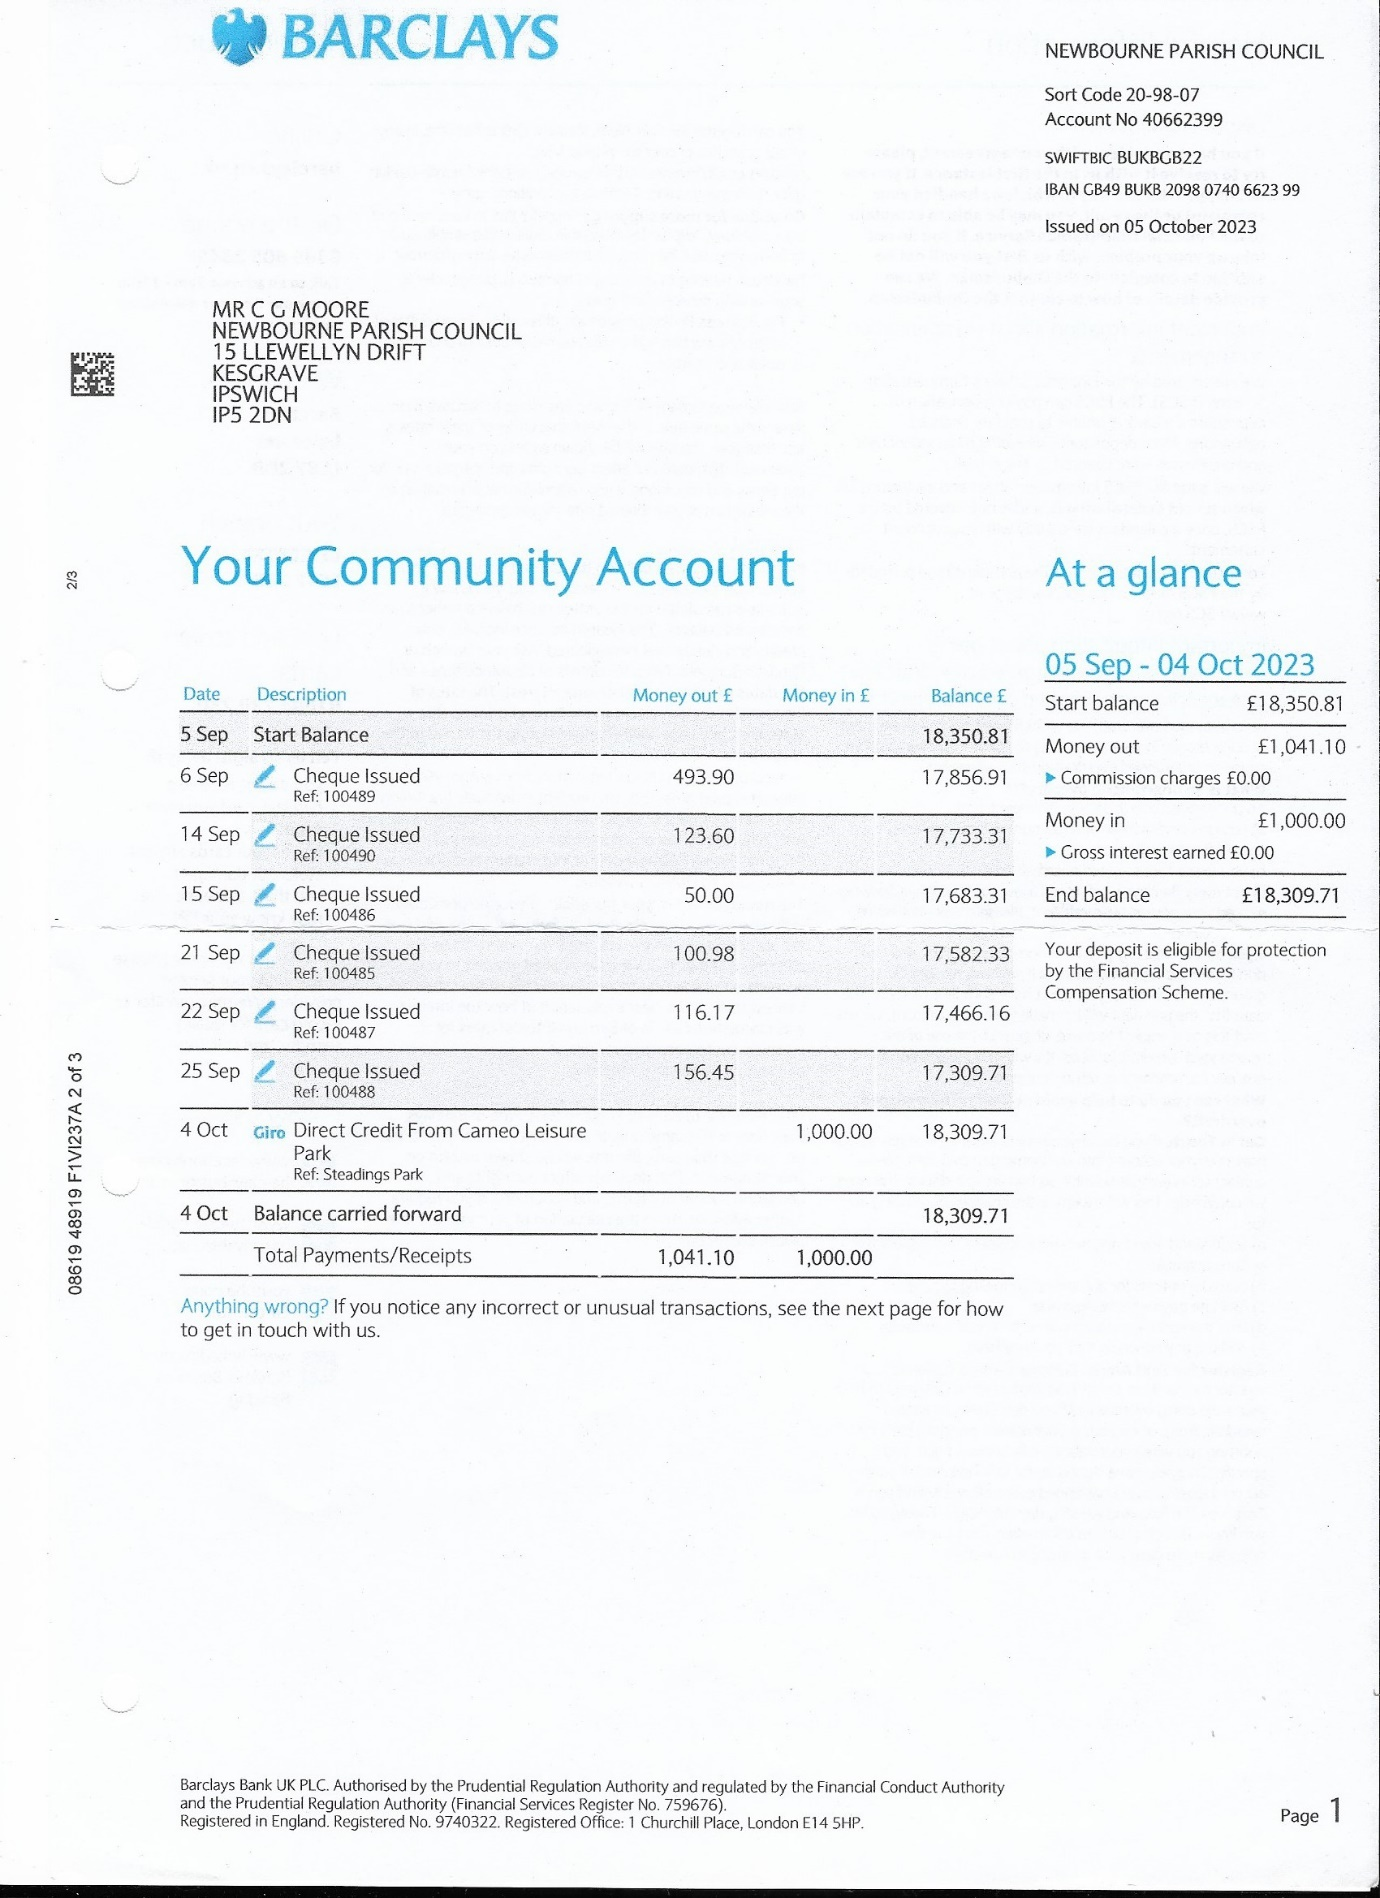 BARCLAYS
NEWBOURNE PARISH COUNCIL
Sort Code 20-98-07
Account No 40662399
SWIFTBIC BUKBGB22
IBAN GB49 BUKB 2098 0740 6623 99
Issued on 05 October 2023
MR C G MOORE
NEWBOURNE PARISH COUNCIL
15 LLEWELLYN DRIFT
KESGRAVE
IPSWICH
IP5 2DN
2/3
Your Community Account
Date Description Money out £ Money in £ Balance £
5 Sep Start Balance 18,350.81
6 Sep Cheque Issued 493.90 17,856.91
Ref: 100489
14 Sep Cheque Issued 123.60 17,733.31
Ref: 100490
15 Sep Cheque Issued 50.00 17,683.31
Ref: 100486
21 Sep Cheque Issued 100.98 17,582.33
Ref: 100485
22 Sep Cheque Issued 116.17 17,466.16
Ref: 100487
25 Sep Cheque Issued 156.45 17,309.71
Ref: 100488
4 Oct Giro Direct Credit From Cameo Leisure 1,000.00 18,309.71
Park
Ref: Steadings Park
4 Oct Balance carried forward 18,309.71
Total Payments/Receipts 1,041.10 1,000.00
Anything wrong? If you notice any incorrect or unusual transactions, see the next page for how
to get in touch with us.
At a glance
05 Sep - 04 Oct 2023
Start balance £18,350.81
Money out £1,041.10
Commission charges £0.00
Money in £1,000.00
Gross interest earned £0.00
End balance £18,309.71
Your deposit is eligible for protection
by the Financial Services
Compensation Scheme.
08619 48919 F1VI237A 2 of 3
Barclays Bank UK PLC. Authorised by the Prudential Regulation Authority and regulated by the Financial Conduct Authority
and the Prudential Regulation Authority (Financial Services Register No. 759676).
Registered in England. Registered No. 9740322. Registered Office: 1 Churchill Place, London E14 5HP.
Page 1